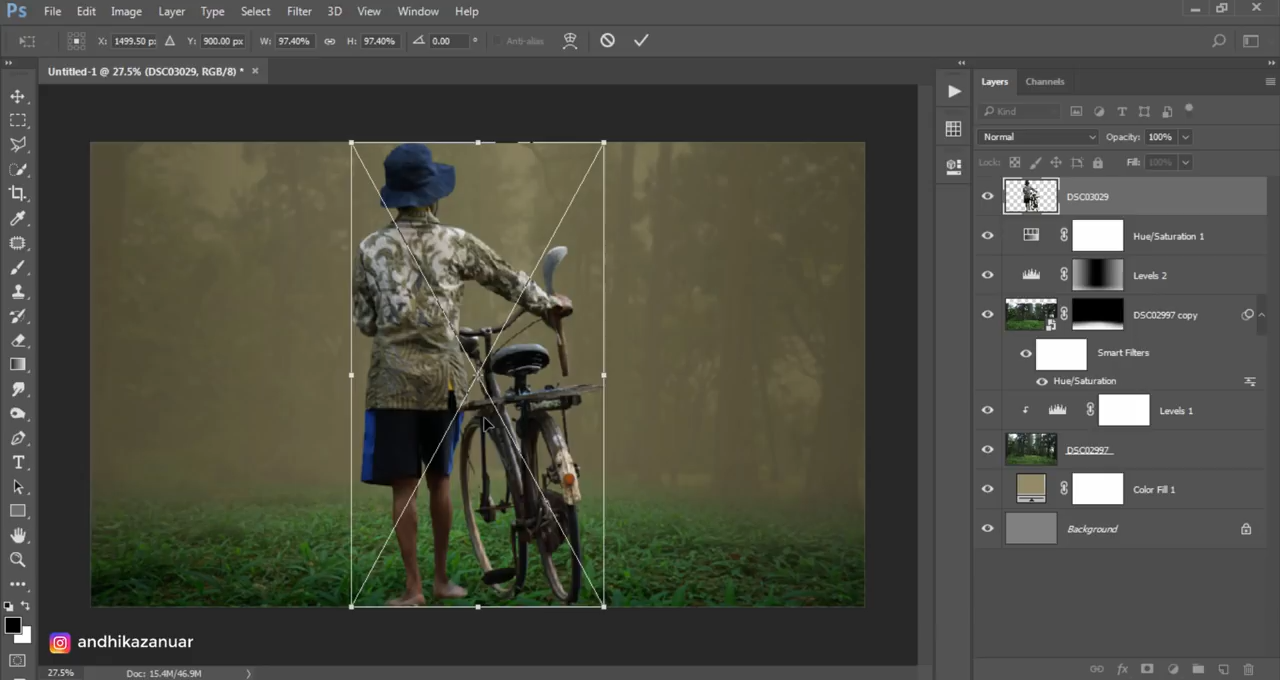 Ps File Edit Image Layer Type Select Filter 3D View Window Help
X: 1499.50 px Y: 900.00 px W: 97.40% H: 97.40% 0.00 ° Anti-alias
Untitled-1 @ 27.5% (DSC03029, RGB/8) * ×
Layers Channels
Kind
Normal Opacity: 100%
Lock: Fill: 100%
DSC03029
Hue/Saturation 1
Levels 2
DSC02997 copy
Smart Filters
Hue/Saturation
Levels 1
DSC02997
Color Fill 1
Background
andhikazanuar
27.5% Doc: 15.4M/46.9M